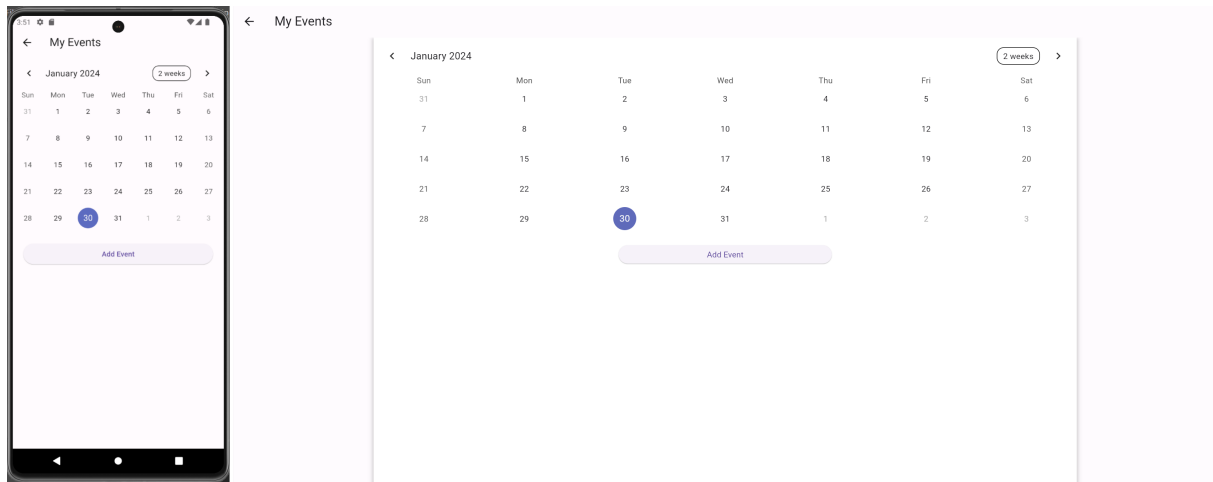 3:51
My Events
January 2024 2 weeks
Sun Mon Tue Wed Thu Fri Sat
31 1 2 3 4 5 6
7 8 9 10 11 12 13
14 15 16 17 18 19 20
21 22 23 24 25 26 27
28 29 30 31 1 2 3
Add Event
My Events
January 2024 2 weeks
Sun Mon Tue Wed Thu Fri Sat
31 1 2 3 4 5 6
7 8 9 10 11 12 13
14 15 16 17 18 19 20
21 22 23 24 25 26 27
28 29 30 31 1 2 3
Add Event